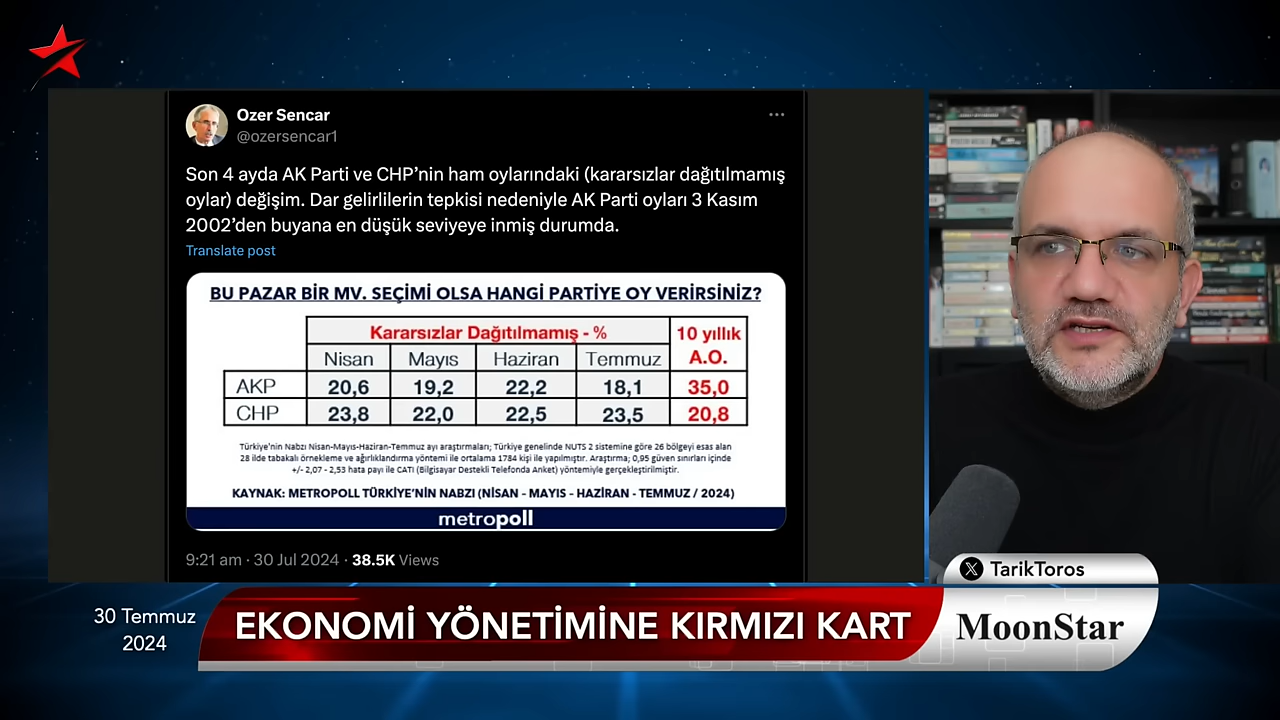 Ozer Sencar
@ozersencar1
Son 4 ayda AK Parti ve CHP’nin ham oylarındaki (kararsızlar dağıtılmamış
oylar) değişim. Dar gelirlilerin tepkisi nedeniyle AK Parti oyları 3 Kasım
2002’den buyana en düşük seviyeye inmiş durumda.
Translate post
BU PAZAR BİR MV. SEÇİMİ OLSA HANGİ PARTİYE OY VERİRSİNİZ?
Kararsızlar Dağıtılmamış - % 10 yıllık
Nisan Mayıs Haziran Temmuz A.O.
AKP 20,6 19,2 22,2 18,1 35,0
CHP 23,8 22,0 22,5 23,5 20,8
Türkiye'nin Nabzı Nisan-Mayıs-Haziran-Temmuz ayı araştırmaları; Türkiye genelinde NUTS 2 sistemine göre 26 bölgeyi esas alan
28 ilde tabakalı örnekleme ve ağırlıklandırma yöntemi ile ortalama 1784 kişi ile yapılmıştır. Araştırma; 0,95 güven sınırları içinde
+/- 2,07 - 2,53 hata payı ile CATI (Bilgisayar Destekli Telefonda Anket) yöntemiyle gerçekleştirilmiştir.
KAYNAK: METROPOLL TÜRKİYE’NİN NABZI (NİSAN - MAYIS - HAZİRAN - TEMMUZ / 2024)
metropoll
9:21 am · 30 Jul 2024 · 38.5K Views
TarikToros
30 Temmuz
2024
EKONOMİ YÖNETİMİNE KIRMIZI KART
MoonStar